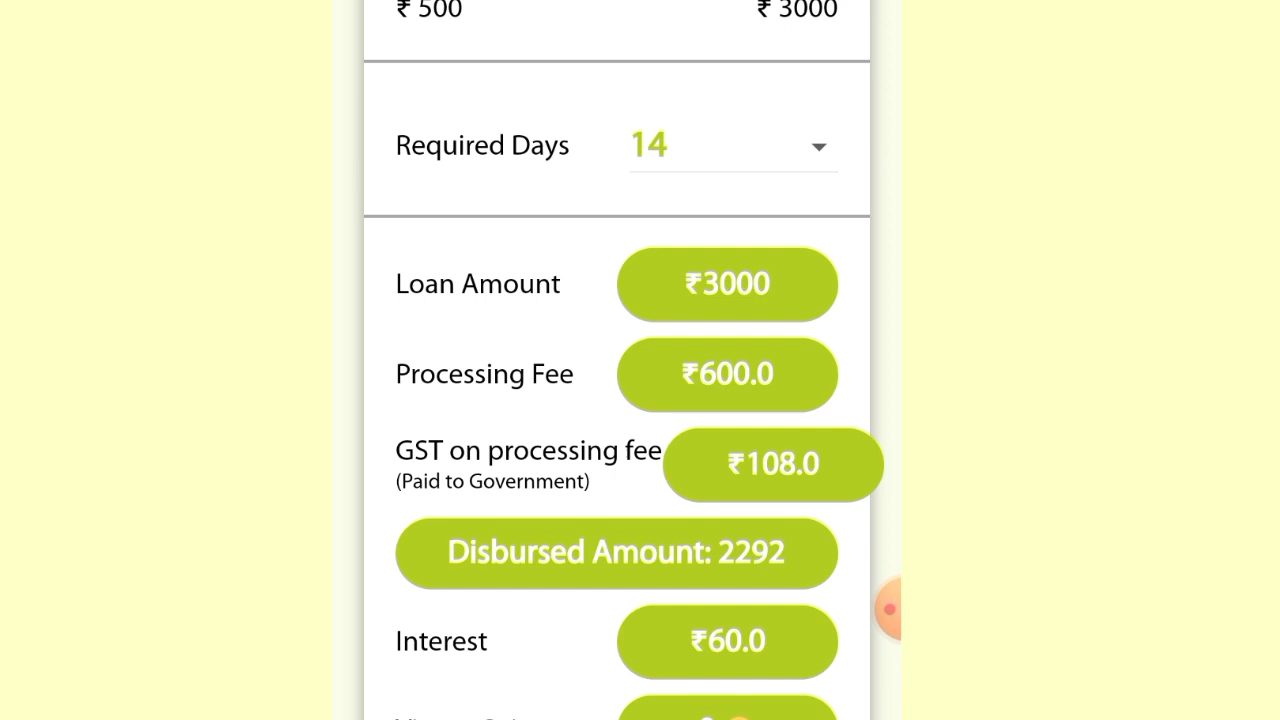 ₹ 500 ₹ 3000
Required Days 14
Loan Amount ₹3000
Processing Fee ₹600.0
GST on processing fee ₹108.0
(Paid to Government)
Disbursed Amount: 2292
Interest ₹60.0